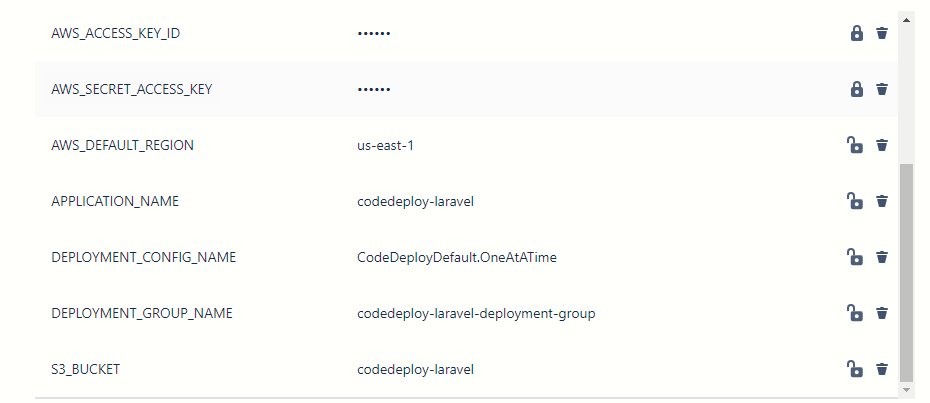 AWS_ACCESS_KEY_ID ••••••
AWS_SECRET_ACCESS_KEY ••••••
AWS_DEFAULT_REGION us-east-1
APPLICATION_NAME codedeploy-laravel
DEPLOYMENT_CONFIG_NAME CodeDeployDefault.OneAtATime
DEPLOYMENT_GROUP_NAME codedeploy-laravel-deployment-group
S3_BUCKET codedeploy-laravel